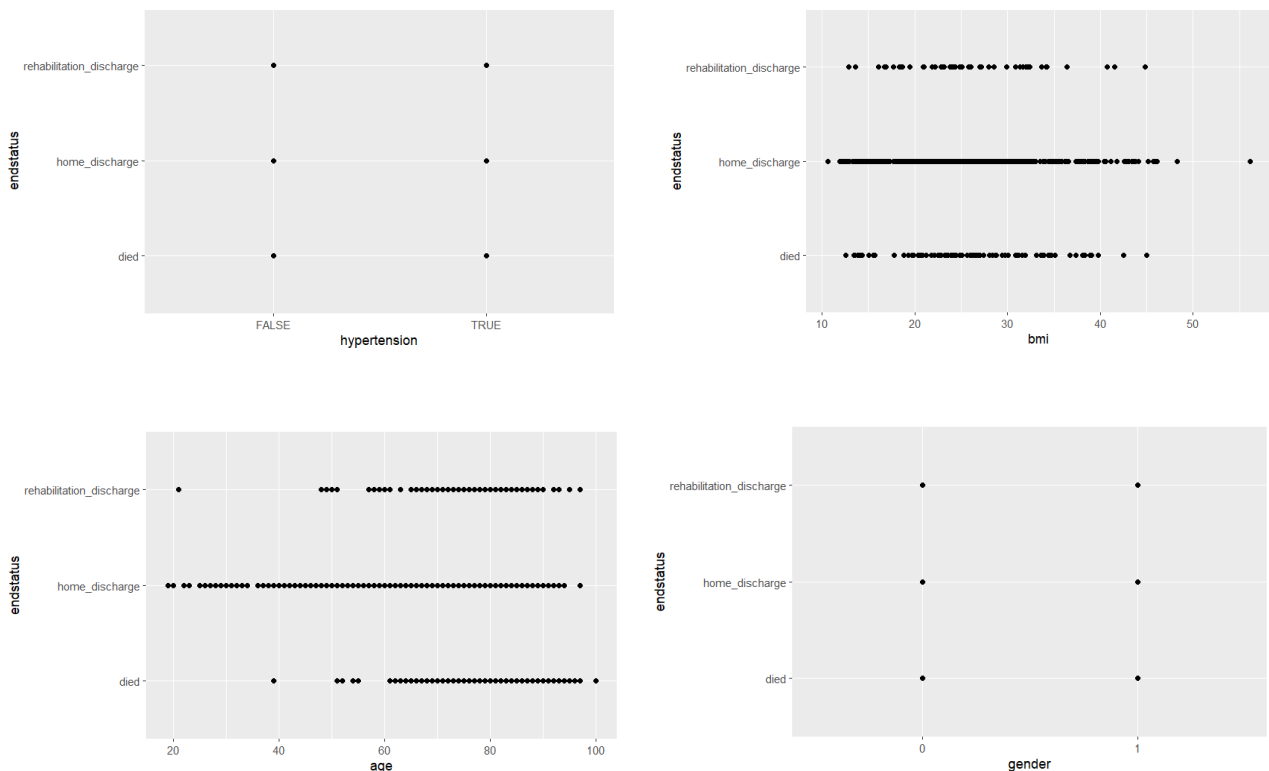 rehabilitation_discharge
home_discharge
died
endstatus
FALSE TRUE
hypertension
rehabilitation_discharge
home_discharge
died
endstatus
10 20 30 40 50
bmi
rehabilitation_discharge
home_discharge
died
endstatus
20 40 60 80 100
age
rehabilitation_discharge
home_discharge
died
endstatus
0 1
gender